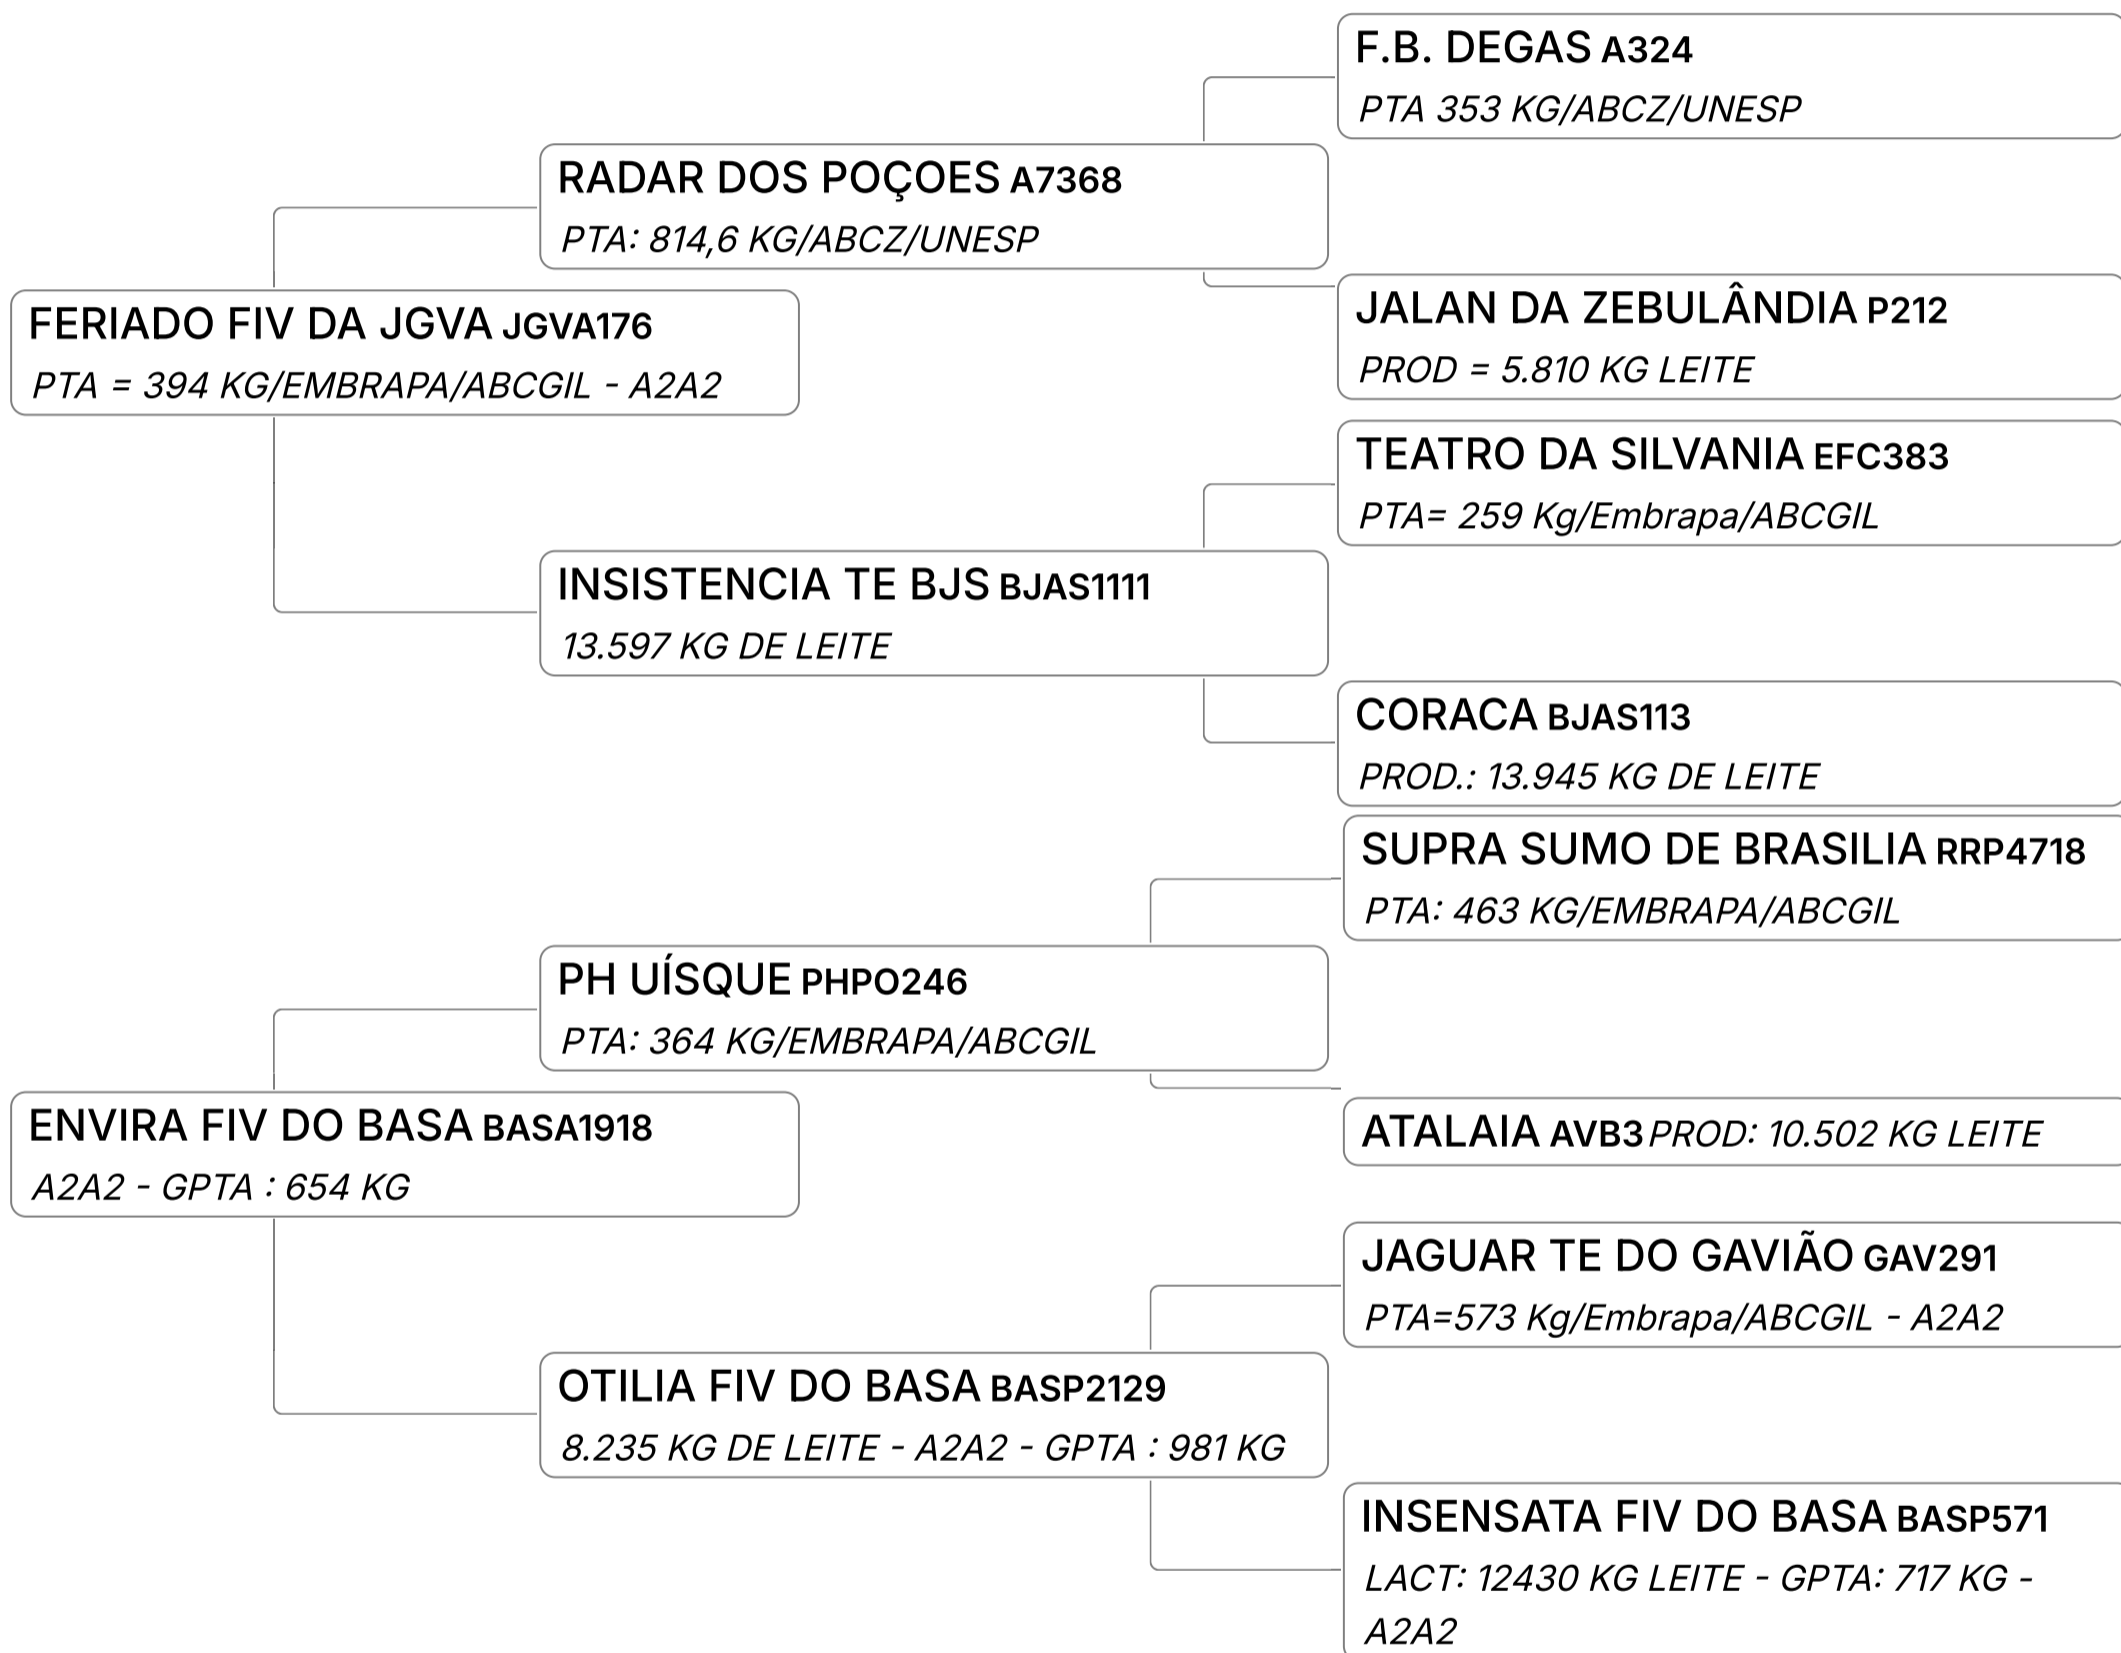 F.B. DEGAS A324
PTA 353 KG/ABCZ/UNESP
RADAR DOS POÇOES A7368
PTA: 814,6 KG/ABCZ/UNESP
JALAN DA ZEBULÂNDIA P212
PROD = 5.810 KG LEITE
FERIADO FIV DA JGVA JGVA176
PTA = 394 KG/EMBRAPA/ABCGIL - A2A2
TEATRO DA SILVANIA EFC383
PTA= 259 Kg/Embrapa/ABCGIL
INSISTENCIA TE BJS BJAS1111
13.597 KG DE LEITE
CORACA BJAS113
PROD.: 13.945 KG DE LEITE
SUPRA SUMO DE BRASILIA RRP4718
PTA: 463 KG/EMBRAPA/ABCGIL
PH UÍSQUE PHPO246
PTA: 364 KG/EMBRAPA/ABCGIL
ENVIRA FIV DO BASA BASA1918
A2A2 - GPTA : 654 KG
ATALAIA AVB3 PROD: 10.502 KG LEITE
JAGUAR TE DO GAVIÃO GAV291
PTA=573 Kg/Embrapa/ABCGIL - A2A2
OTILIA FIV DO BASA BASP2129
8.235 KG DE LEITE - A2A2 - GPTA : 981 KG
INSENSATA FIV DO BASA BASP571
LACT: 12430 KG LEITE - GPTA: 717 KG -
A2A2